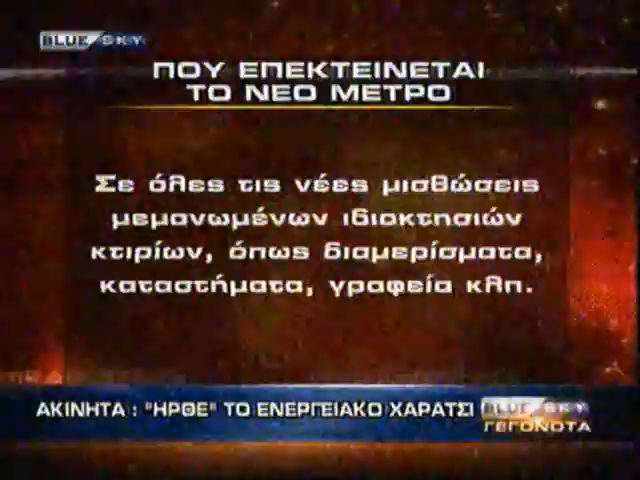 BLUE SKY
ΠΟΥ ΕΠΕΚΤΕΙΝΕΤΑΙ
ΤΟ ΝΕΟ ΜΕΤΡΟ
Σε όλες τις νέες μισθώσεις
μεμανωμένων ιδιοκτησιών
κτιρίων, όπως διαμερίσματα,
καταστήματα, γραφεία κλπ.
ΑΚΙΝΗΤΑ : "ΗΡΘΕ" ΤΟ ΕΝΕΡΓΕΙΑΚΟ ΧΑΡΑΤΣΙ
BLUE SKY
ΓΕΓΟΝΟΤΑ